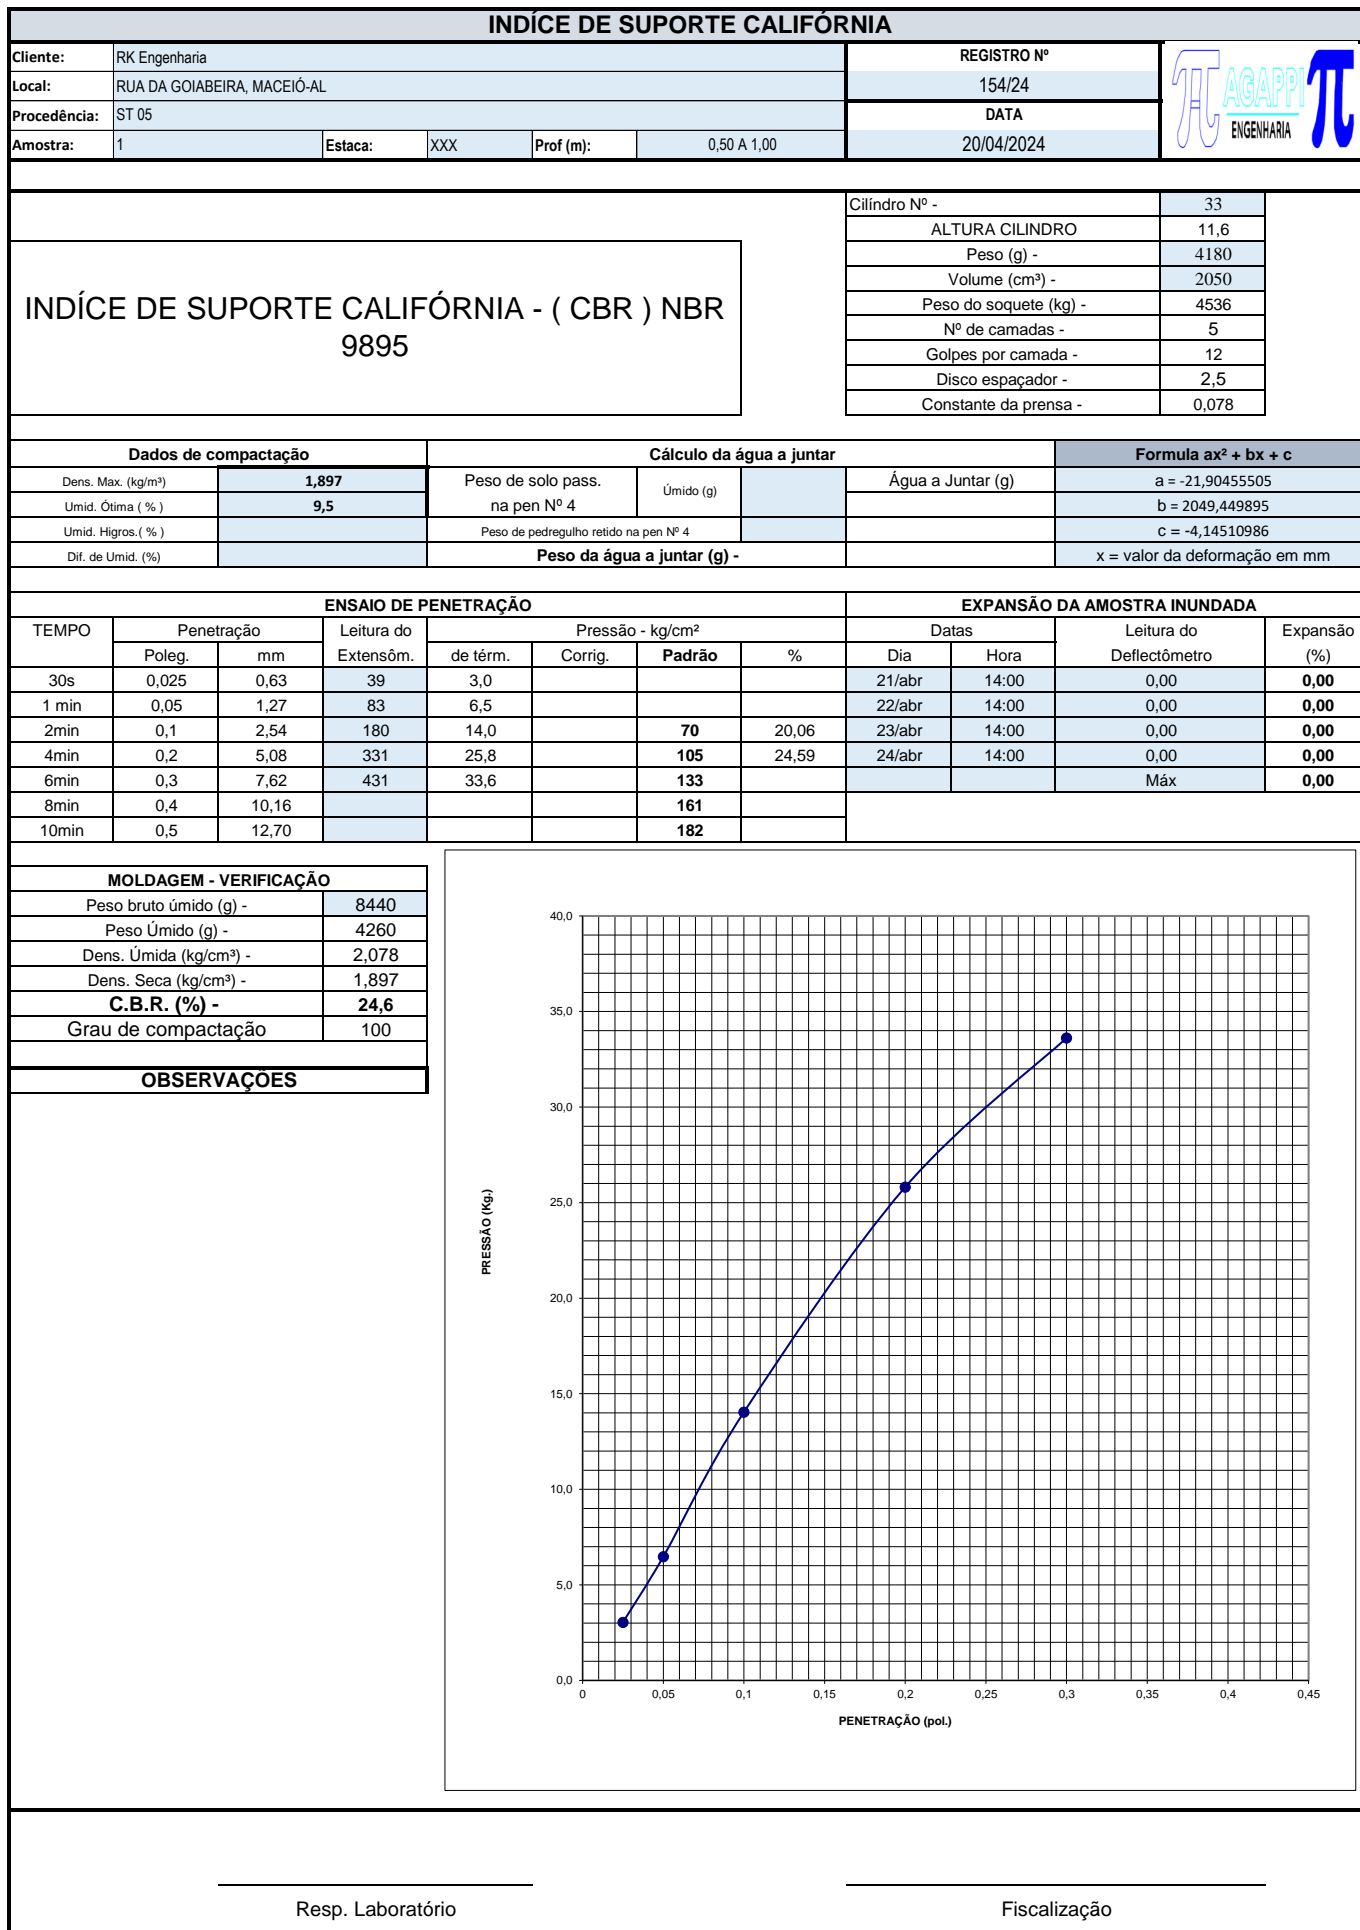 INDÍCE DE SUPORTE CALIFÓRNIA
Cliente: RK Engenharia REGISTRO Nº
Local: RUA DA GOIABEIRA, MACEIÓ-AL 154/24
Procedência: ST 05 DATA
Amostra: 1 Estaca: XXX Prof (m): 0,50 A 1,00 20/04/2024
AGAPPI
ENGENHARIA
Cilíndro Nº - 33
ALTURA CILINDRO 11,6
Peso (g) - 4180
Volume (cm³) - 2050
Peso do soquete (kg) - 4536
Nº de camadas - 5
Golpes por camada - 12
Disco espaçador - 2,5
Constante da prensa - 0,078
INDÍCE DE SUPORTE CALIFÓRNIA - ( CBR ) NBR
9895
Dados de compactação Cálculo da água a juntar Formula ax² + bx + c
Dens. Max. (kg/m³) 1,897 Peso de solo pass. Úmido (g) Água a Juntar (g) a = -21,90455505
Umid. Ótima ( % ) 9,5 na pen Nº 4 b = 2049,449895
Umid. Higros.( % ) Peso de pedregulho retido na pen Nº 4 c = -4,14510986
Dif. de Umid. (%) Peso da água a juntar (g) - x = valor da deformação em mm
ENSAIO DE PENETRAÇÃO EXPANSÃO DA AMOSTRA INUNDADA
TEMPO Penetração Leitura do Pressão - kg/cm² Datas Leitura do Expansão
Poleg. mm Extensôm. de térm. Corrig. Padrão % Dia Hora Deflectômetro (%)
30s 0,025 0,63 39 3,0 21/abr 14:00 0,00 0,00
1 min 0,05 1,27 83 6,5 22/abr 14:00 0,00 0,00
2min 0,1 2,54 180 14,0 70 20,06 23/abr 14:00 0,00 0,00
4min 0,2 5,08 331 25,8 105 24,59 24/abr 14:00 0,00 0,00
6min 0,3 7,62 431 33,6 133 Máx 0,00
8min 0,4 10,16 161
10min 0,5 12,70 182
MOLDAGEM - VERIFICAÇÃO
Peso bruto úmido (g) - 8440
Peso Úmido (g) - 4260
Dens. Úmida (kg/cm³) - 2,078
Dens. Seca (kg/cm³) - 1,897
C.B.R. (%) - 24,6
Grau de compactação 100
OBSERVAÇÕES
40,0
35,0
30,0
25,0
20,0
15,0
10,0
5,0
0,0
PRESSÃO (Kg.)
0 0,05 0,1 0,15 0,2 0,25 0,3 0,35 0,4 0,45
PENETRAÇÃO (pol.)
Resp. Laboratório Fiscalização